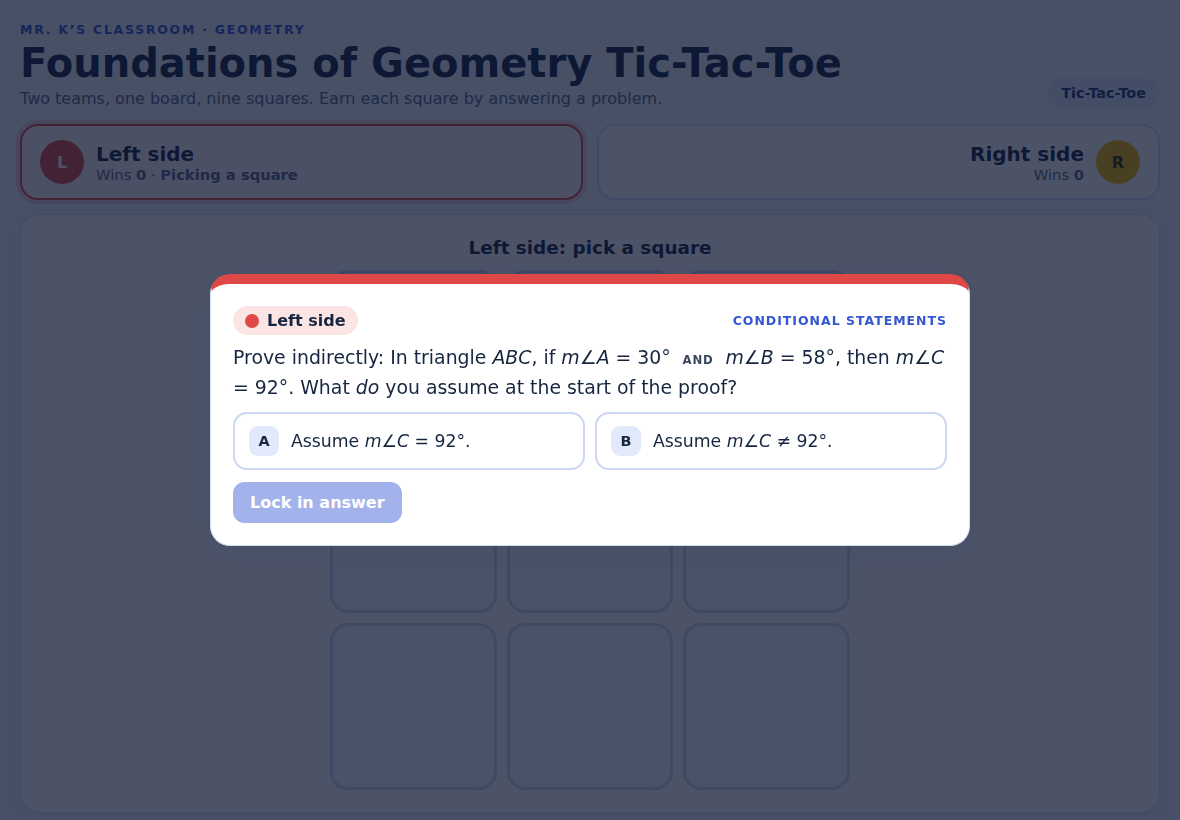 MR. K’S CLASSROOM · GEOMETRY
Foundations of Geometry Tic-Tac-Toe
Two teams, one board, nine squares. Earn each square by answering a problem.
Tic-Tac-Toe
L
Left side
Wins 0 · Picking a square
Right side
Wins 0
R
Left side: pick a square
Left side
CONDITIONAL STATEMENTS
Prove indirectly: In triangle ABC, if m∠A = 30° AND m∠B = 58°, then m∠C
= 92°. What do you assume at the start of the proof?
A Assume m∠C = 92°.
B Assume m∠C ≠ 92°.
Lock in answer